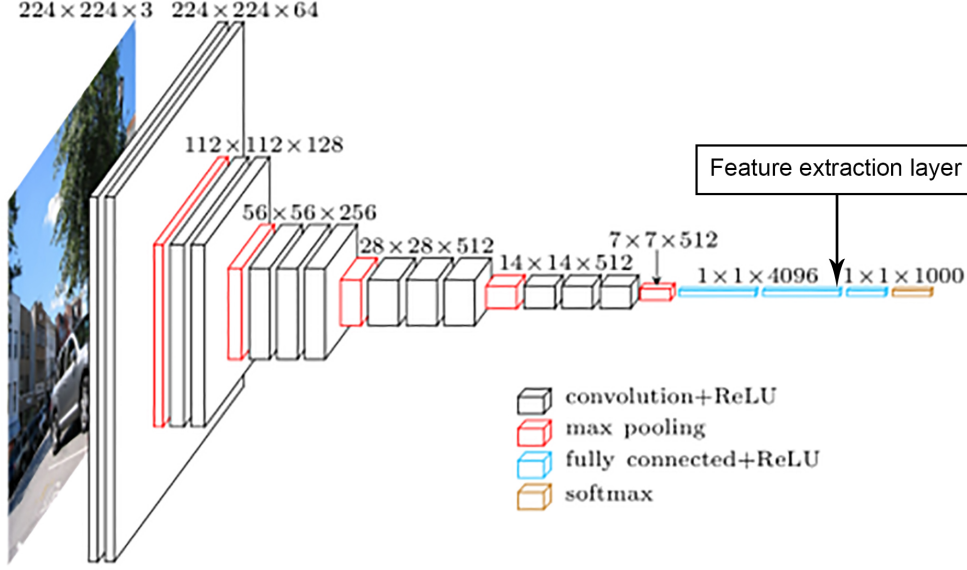 224×224×3
224×224×64
112×112×128
56×56×256
28×28×512
14×14×512
7×7×512
1×1×4096
1×1×1000
Feature extraction layer
convolution+ReLU
max pooling
fully connected+ReLU
softmax